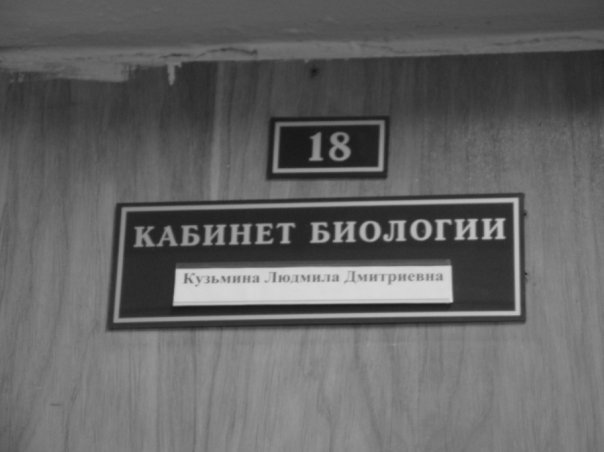 18
КАБИНЕТ БИОЛОГИИ
Кузьмина Людмила Дмитриевна